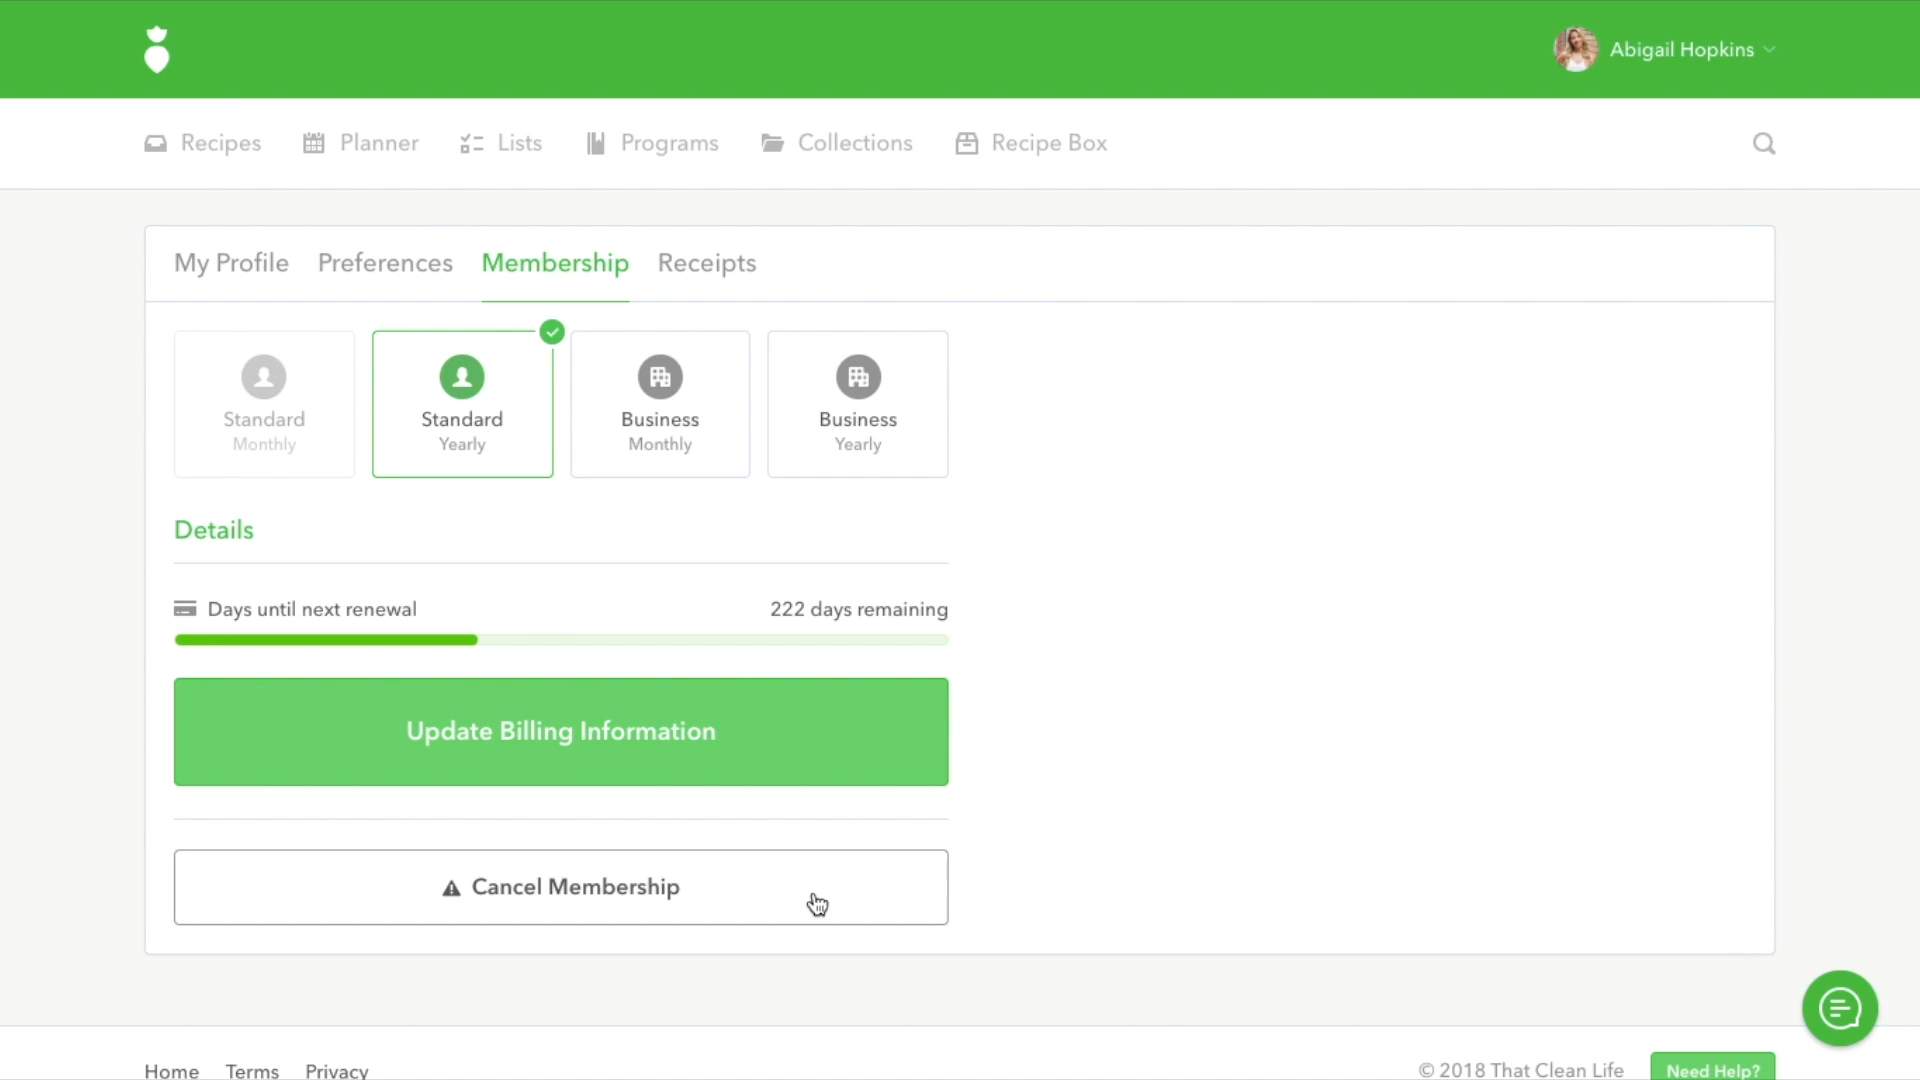 Abigail Hopkins
Recipes Planner Lists Programs Collections Recipe Box
My Profile Preferences Membership Receipts
Standard
Monthly
Standard
Yearly
Business
Monthly
Business
Yearly
Details
Days until next renewal 222 days remaining
Update Billing Information
Cancel Membership
Home Terms Privacy © 2018 That Clean Life Need Help?